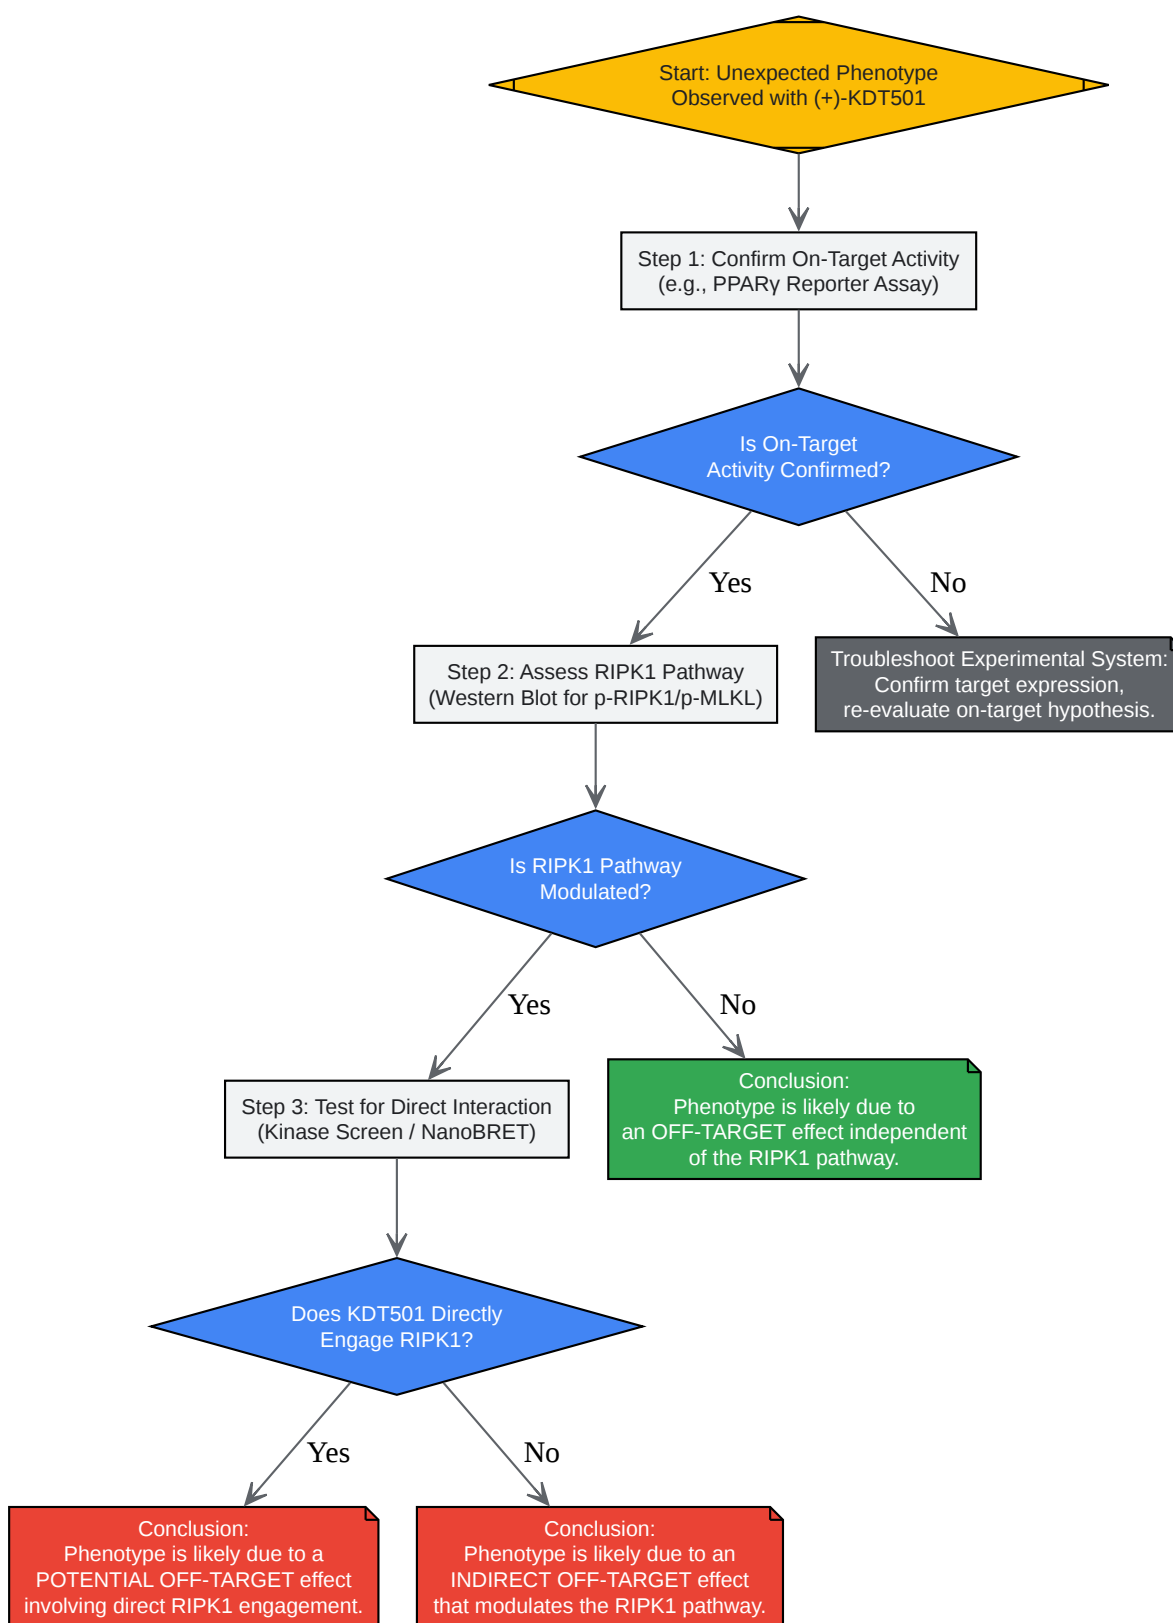 Start: Unexpected Phenotype
Observed with (+)-KDT501
Step 1: Confirm On-Target Activity
(e.g., PPARγ Reporter Assay)
Is On-Target
Activity Confirmed?
Yes
No
Step 2: Assess RIPK1 Pathway
(Western Blot for p-RIPK1/p-MLKL)
Troubleshoot Experimental System:
Confirm target expression,
re-evaluate on-target hypothesis.
Is RIPK1 Pathway
Modulated?
Yes
No
Step 3: Test for Direct Interaction
(Kinase Screen / NanoBRET)
Conclusion:
Phenotype is likely due to
an OFF-TARGET effect independent
of the RIPK1 pathway.
Does KDT501 Directly
Engage RIPK1?
Yes
No
Conclusion:
Phenotype is likely due to a
POTENTIAL OFF-TARGET effect
involving direct RIPK1 engagement.
Conclusion:
Phenotype is likely due to an
INDIRECT OFF-TARGET effect
that modulates the RIPK1 pathway.